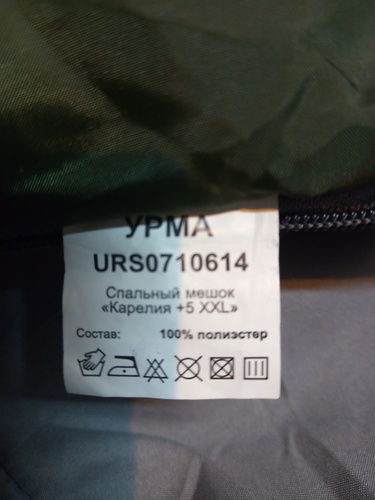 УРМА
URS0710614
Спальный мешок
«Карелия +5 XXL»
Состав: 100% полиэстер